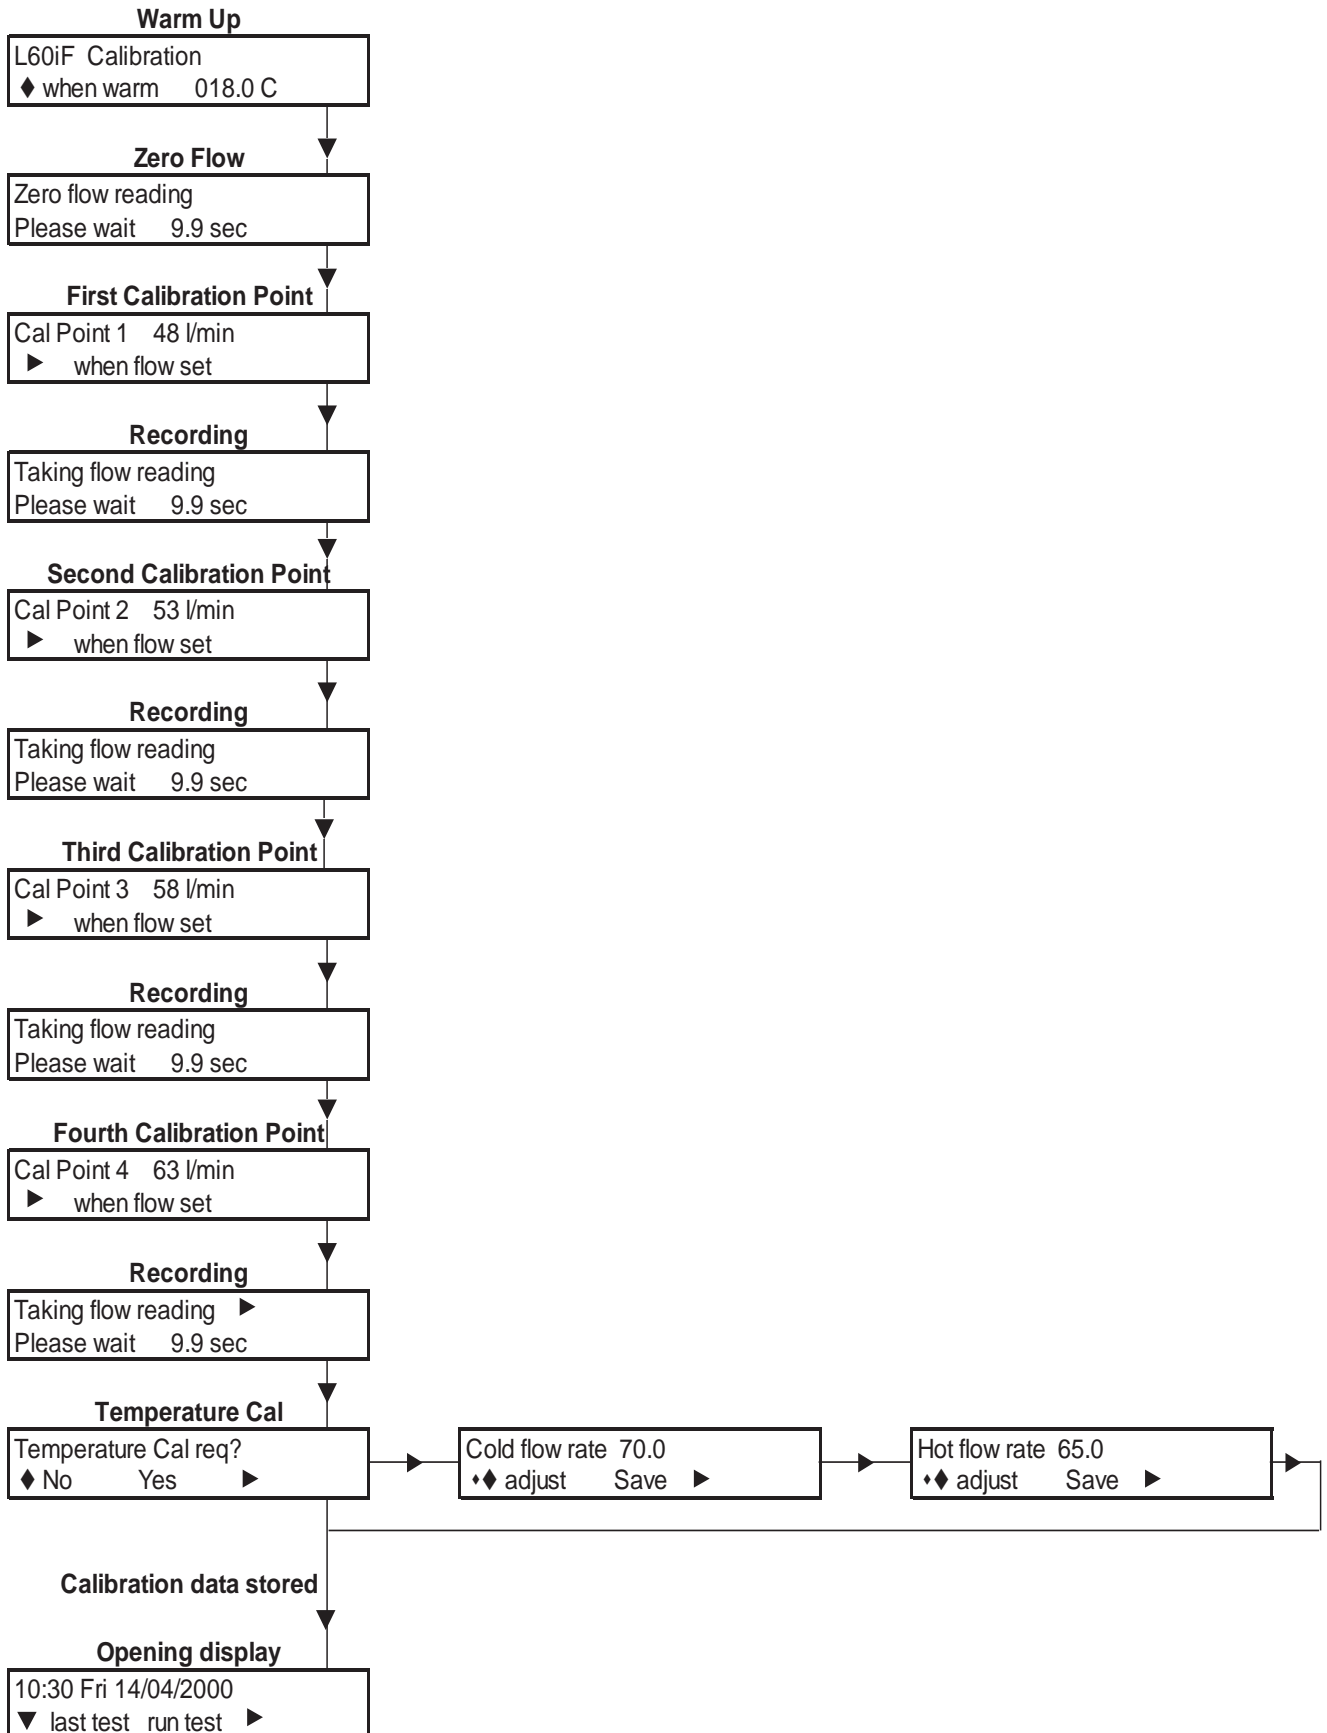 Warm Up
L60iF Calibration
♦ when warm 018.0 C
Zero Flow
Zero flow reading
Please wait 9.9 sec
First Calibration Point
Cal Point 1 48 l/min
► when flow set
Recording
Taking flow reading
Please wait 9.9 sec
Second Calibration Point
Cal Point 2 53 l/min
► when flow set
Recording
Taking flow reading
Please wait 9.9 sec
Third Calibration Point
Cal Point 3 58 l/min
► when flow set
Recording
Taking flow reading
Please wait 9.9 sec
Fourth Calibration Point
Cal Point 4 63 l/min
► when flow set
Recording
Taking flow reading ►
Please wait 9.9 sec
Temperature Cal
Temperature Cal req?
♦ No Yes ►
Cold flow rate 70.0
♦♦ adjust Save ►
Hot flow rate 65.0
♦♦ adjust Save ►
Calibration data stored
Opening display
10:30 Fri 14/04/2000
▼ last test run test ►